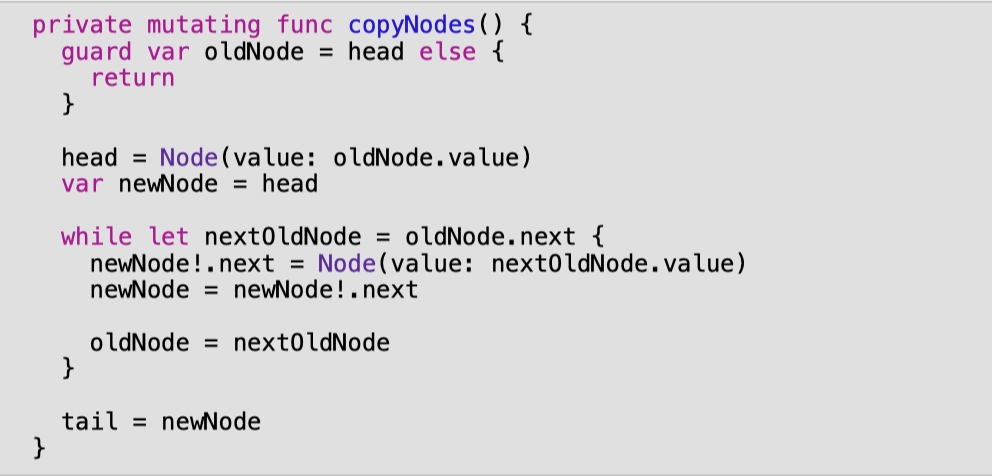 private mutating func copyNodes() {
  guard var oldNode = head else {
    return
  }

  head = Node(value: oldNode.value)
  var newNode = head

  while let nextOldNode = oldNode.next {
    newNode!.next = Node(value: nextOldNode.value)
    newNode = newNode!.next

    oldNode = nextOldNode
  }

  tail = newNode
}